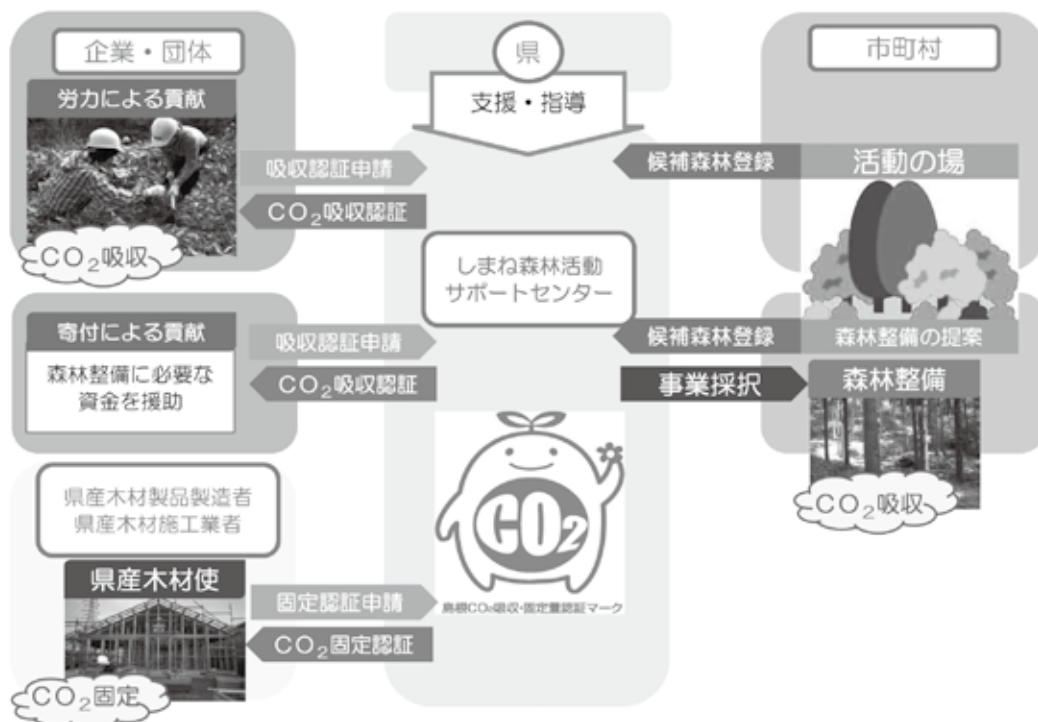 企業・団体
労力による貢献
CO₂吸収
吸収認証申請
CO₂吸収認証
寄付による貢献
森林整備に必要な
資金を援助
吸収認証申請
CO₂吸収認証
県産木材製品製造者
県産木材施工業者
県産木材使
CO₂固定
固定認証申請
CO₂固定認証
県
支援・指導
しまね森林活動
サポートセンター
CO₂
島根CO₂吸収・固定量認証マーク
市町村
候補森林登録
活動の場
候補森林登録
森林整備の提案
事業採択
森林整備
CO₂吸収